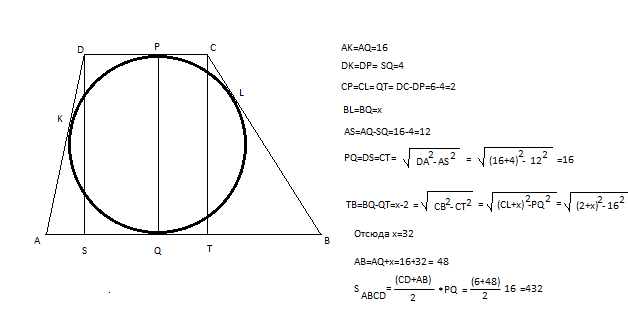 P
D
C
K
L
A
S
Q
T
B
AK=AQ=16
DK=DP= SQ=4
CP=CL= QT= DC-DP=6-4=2
BL=BQ=x
AS=AQ-SQ=16-4=12
PQ=DS=CT= √(DA²-AS²) = √((16+4)²- 12²) =16
TB=BQ-QT=x-2 = √(CB²-CT²) = √((CL+x)²-PQ²) = √((2+x)²-16²)
Отсюда x=32
AB=AQ+x=16+32= 48
S ABCD = (CD+AB)/2 •PQ = (6+48)/2 16 =432